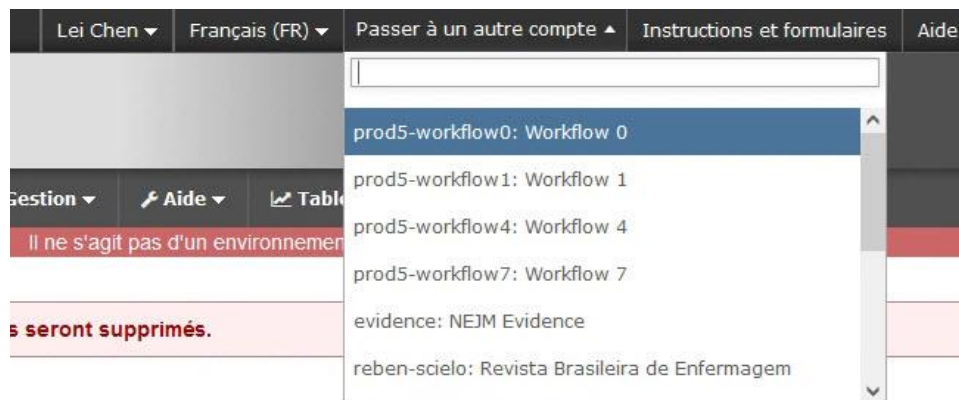 Lei Chen ▾ Français (FR) ▾ Passer à un autre compte ▴ Instructions et formulaires Aide
prod5-workflow0: Workflow 0
prod5-workflow1: Workflow 1
Gestion ▾ Aide ▾ Table
prod5-workflow4: Workflow 4
Il ne s'agit pas d'un environnemen
prod5-workflow7: Workflow 7
evidence: NEJM Evidence
s seront supprimés.
reben-scielo: Revista Brasileira de Enfermagem